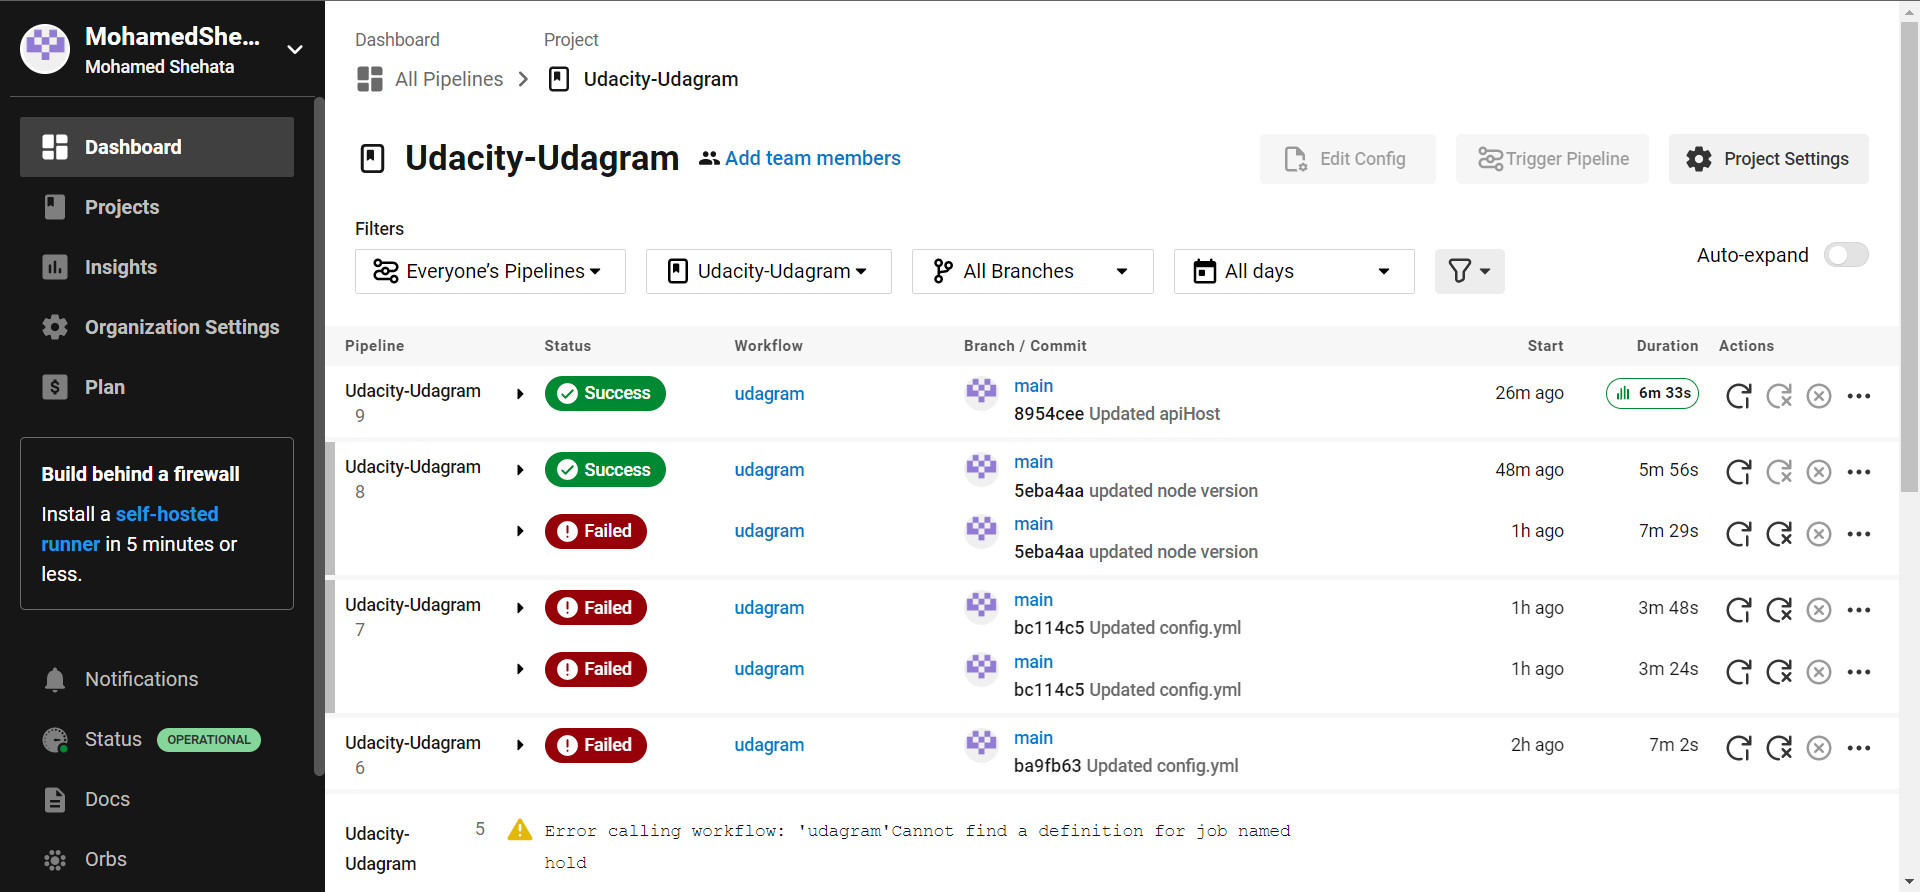 MohamedShe...
Mohamed Shehata
Dashboard
Projects
Insights
Organization Settings
$
Plan
Build behind a firewall
Install a self-hosted
runner in 5 minutes or
less.
Notifications
Status OPERATIONAL
Docs
Orbs
Dashboard Project
All Pipelines Udacity-Udagram
Udacity-Udagram Add team members
Edit Config Trigger Pipeline Project Settings
Filters
Everyone’s Pipelines Udacity-Udagram All Branches All days
Auto-expand
Pipeline Status Workflow Branch / Commit Start Duration Actions
Udacity-Udagram Success udagram main 26m ago 6m 33s
9 8954cee Updated apiHost
Udacity-Udagram Success udagram main 48m ago 5m 56s
8 5eba4aa updated node version
Failed udagram main 1h ago 7m 29s
5eba4aa updated node version
Udacity-Udagram Failed udagram main 1h ago 3m 48s
7 bc114c5 Updated config.yml
Failed udagram main 1h ago 3m 24s
bc114c5 Updated config.yml
Udacity-Udagram Failed udagram main 2h ago 7m 2s
6 ba9fb63 Updated config.yml
Udacity- 5 Error calling workflow: 'udagram'Cannot find a definition for job named
Udagram hold